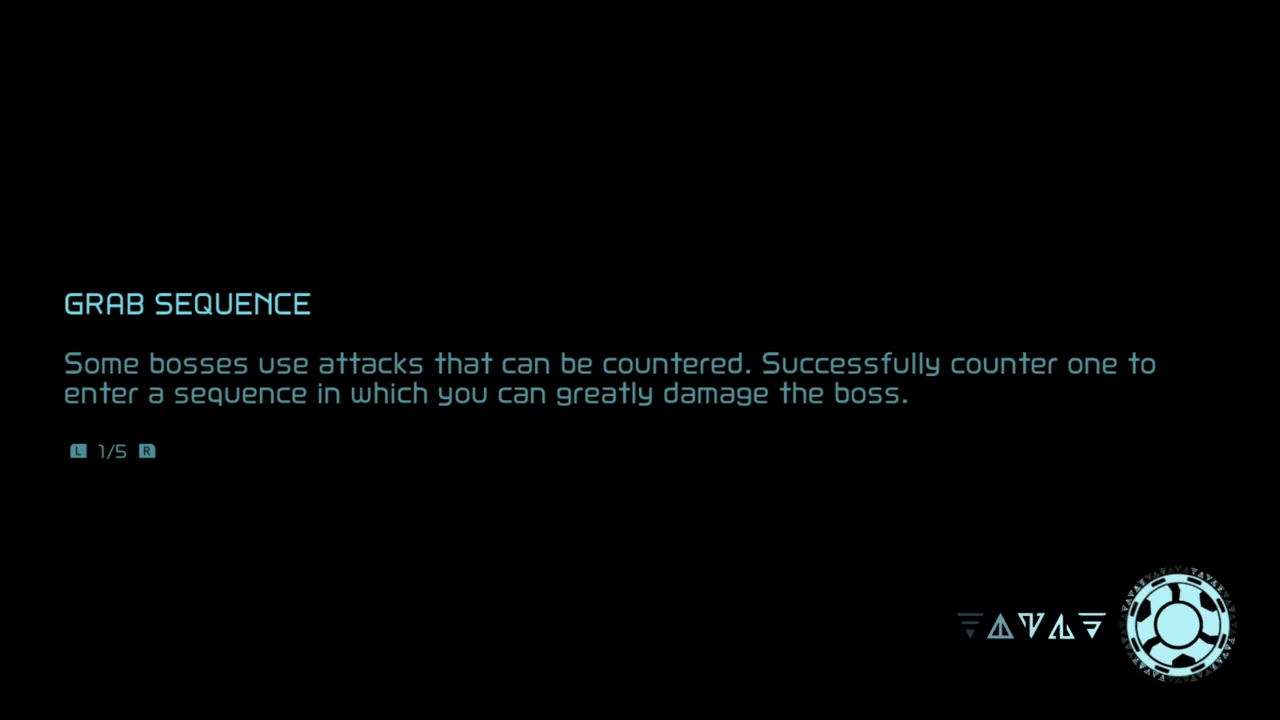 GRAB SEQUENCE
Some bosses use attacks that can be countered. Successfully counter one to
enter a sequence in which you can greatly damage the boss.
L 1/5 R